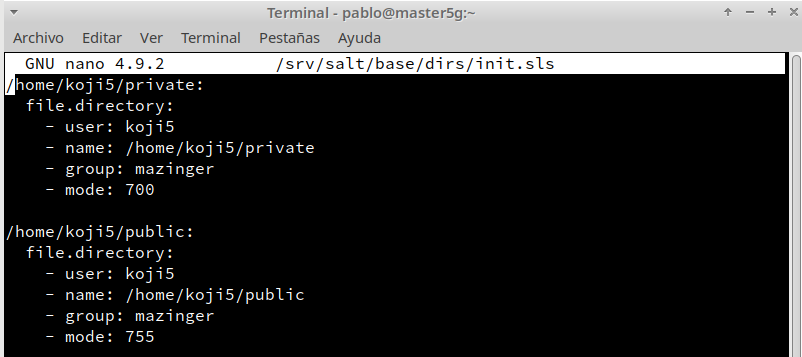 Terminal - pablo@master5g:~
Archivo Editar Ver Terminal Pestañas Ayuda
GNU nano 4.9.2 /srv/salt/base/dirs/init.sls
/home/koji5/private:
  file.directory:
    - user: koji5
    - name: /home/koji5/private
    - group: mazinger
    - mode: 700

/home/koji5/public:
  file.directory:
    - user: koji5
    - name: /home/koji5/public
    - group: mazinger
    - mode: 755